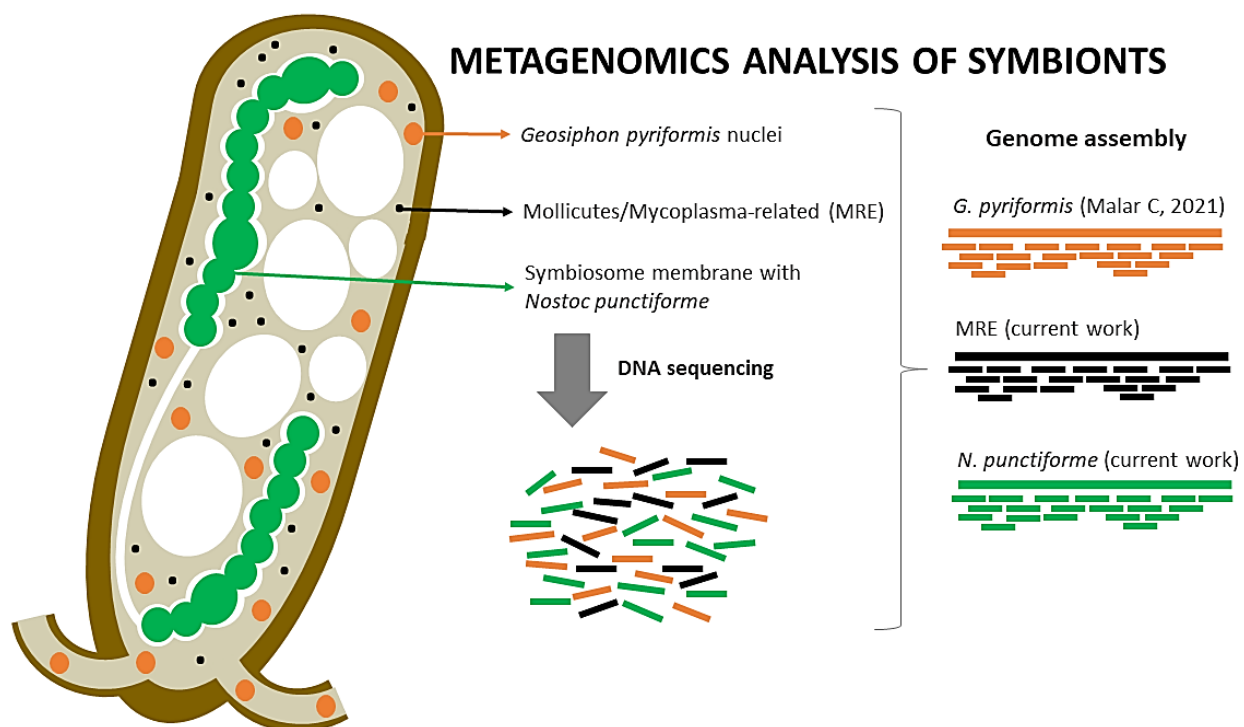 METAGENOMICS ANALYSIS OF SYMBIONTS
Geosiphon pyriformis nuclei
Mollicutes/Mycoplasma-related (MRE)
Symbiosome membrane with
Nostoc punctiforme
DNA sequencing
Genome assembly
G. pyriformis (Malar C, 2021)
MRE (current work)
N. punctiforme (current work)